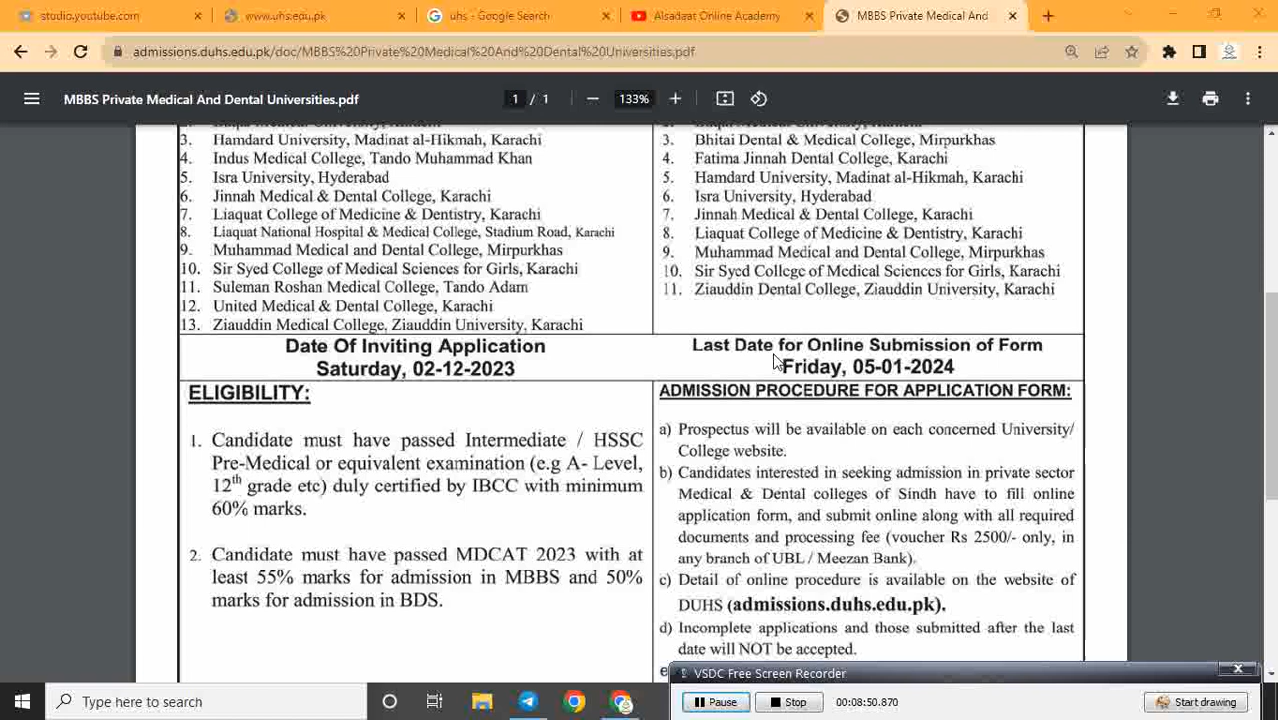 studio.youtube.com
www.uhs.edu.pk
uhs - Google Search
Alsadaat Online Academy
MBBS Private Medical And
admissions.duhs.edu.pk/doc/MBBS%20Private%20Medical%20And%20Dental%20Universities.pdf
MBBS Private Medical And Dental Universities.pdf
1 / 1
133%
3. Hamdard University, Madinat al-Hikmah, Karachi
4. Indus Medical College, Tando Muhammad Khan
5. Isra University, Hyderabad
6. Jinnah Medical & Dental College, Karachi
7. Liaquat College of Medicine & Dentistry, Karachi
8. Liaquat National Hospital & Medical College, Stadium Road, Karachi
9. Muhammad Medical and Dental College, Mirpurkhas
10. Sir Syed College of Medical Sciences for Girls, Karachi
11. Suleman Roshan Medical College, Tando Adam
12. United Medical & Dental College, Karachi
13. Ziauddin Medical College, Ziauddin University, Karachi
3. Bhitai Dental & Medical College, Mirpurkhas
4. Fatima Jinnah Dental College, Karachi
5. Hamdard University, Madinat al-Hikmah, Karachi
6. Isra University, Hyderabad
7. Jinnah Medical & Dental College, Karachi
8. Liaquat College of Medicine & Dentistry, Karachi
9. Muhammad Medical and Dental College, Mirpurkhas
10. Sir Syed College of Medical Sciences for Girls, Karachi
11. Ziauddin Dental College, Ziauddin University, Karachi
Date Of Inviting Application
Saturday, 02-12-2023
Last Date for Online Submission of Form
Friday, 05-01-2024
ELIGIBILITY:
1. Candidate must have passed Intermediate / HSSC
Pre-Medical or equivalent examination (e.g A- Level,
12th grade etc) duly certified by IBCC with minimum
60% marks.
2. Candidate must have passed MDCAT 2023 with at
least 55% marks for admission in MBBS and 50%
marks for admission in BDS.
ADMISSION PROCEDURE FOR APPLICATION FORM:
a) Prospectus will be available on each concerned University/
College website.
b) Candidates interested in seeking admission in private sector
Medical & Dental colleges of Sindh have to fill online
application form, and submit online along with all required
documents and processing fee (voucher Rs 2500/- only, in
any branch of UBL / Meezan Bank).
c) Detail of online procedure is available on the website of
DUHS (admissions.duhs.edu.pk).
d) Incomplete applications and those submitted after the last
date will NOT be accepted.
VSDC Free Screen Recorder
Pause
Stop
00:08:50.870
Start drawing
Type here to search